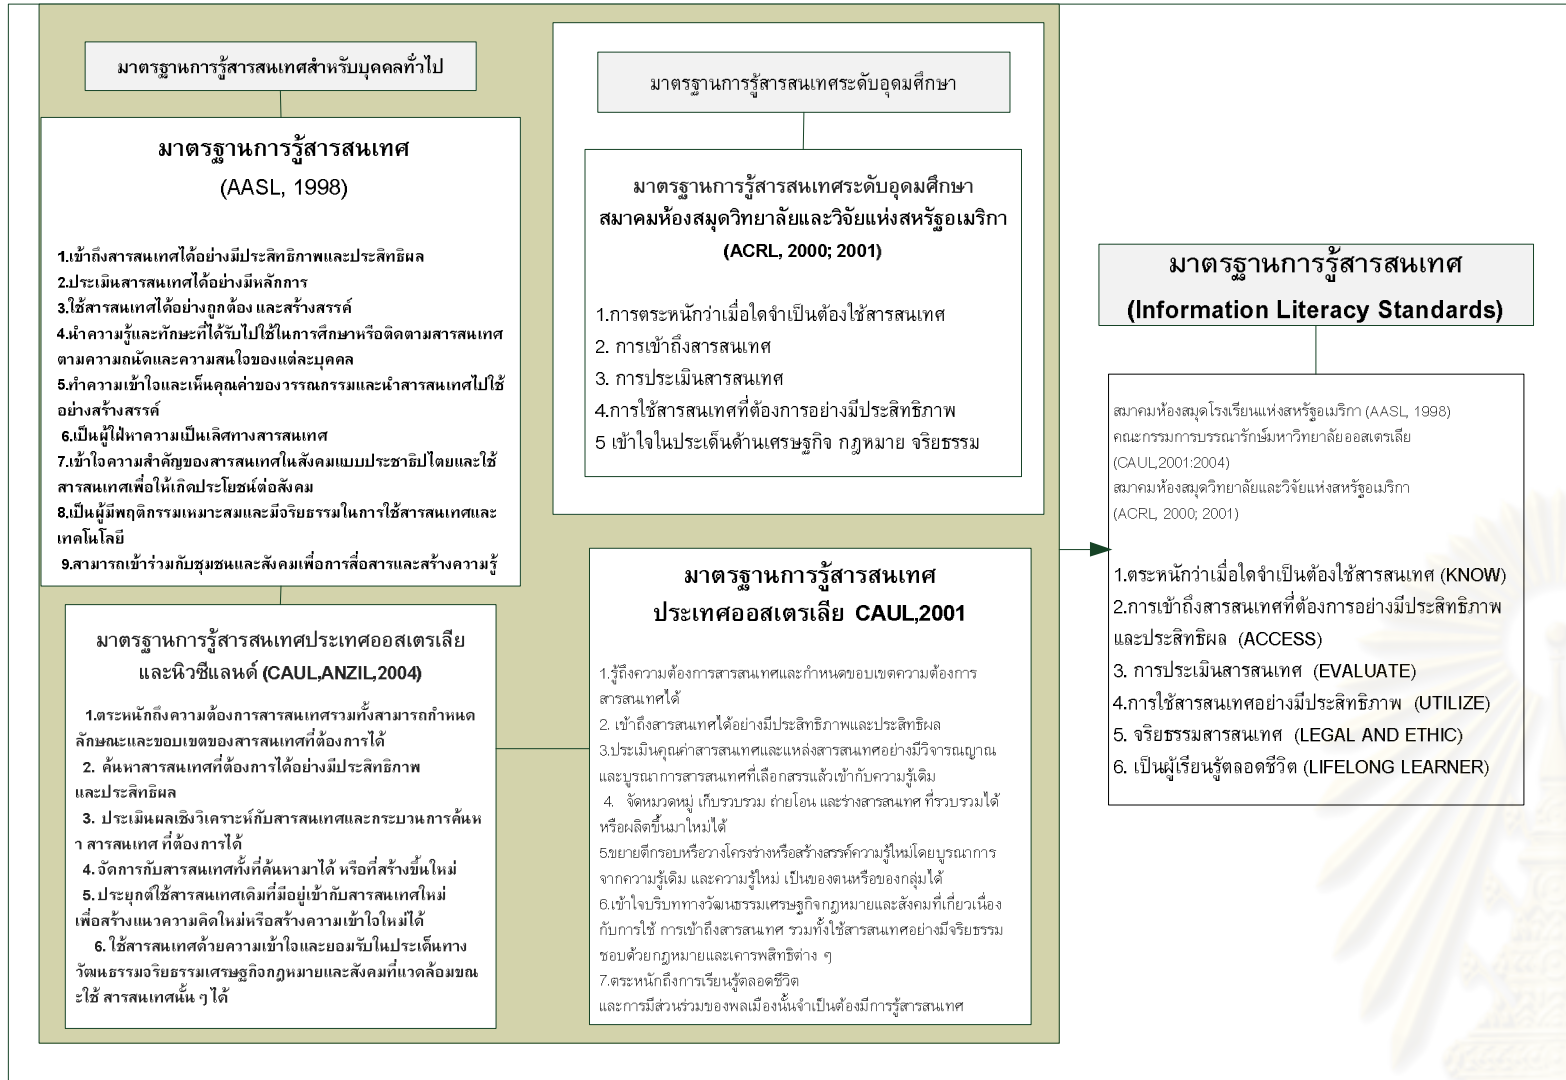 มาตรฐานการรู้สารสนเทศสำหรับบุคคลทั่วไป
มาตรฐานการรู้สารสนเทศ
(AASL, 1998)
1.เข้าถึงสารสนเทศได้อย่างมีประสิทธิภาพและประสิทธิผล
2.ประเมินสารสนเทศได้อย่างมีหลักการ
3.ใช้สารสนเทศได้อย่างถูกต้อง และสร้างสรรค์
4.นำความรู้และทักษะที่ได้รับไปใช้ในการศึกษาหรือติดตามสารสนเทศ
ตามความถนัดและความสนใจของแต่ละบุคคล
5.ทำความเข้าใจและเห็นคุณค่าของวรรณกรรมและนำสารสนเทศไปใช้
อย่างสร้างสรรค์
6.เป็นผู้ใฝ่หาความเป็นเลิศทางสารสนเทศ
7.เข้าใจความสำคัญของสารสนเทศในสังคมแบบประชาธิปไตยและใช้
สารสนเทศเพื่อให้เกิดประโยชน์ต่อสังคม
8.เป็นผู้มีพฤติกรรมเหมาะสมและมีจริยธรรมในการใช้สารสนเทศและ
เทคโนโลยี
9.สามารถเข้าร่วมกับชุมชนและสังคมเพื่อการสื่อสารและสร้างความรู้
มาตรฐานการรู้สารสนเทศประเทศออสเตรเลีย
และนิวซีแลนด์ (CAUL,ANZIL,2004)
1.ตระหนักถึงความต้องการสารสนเทศรวมทั้งสามารถกำหนด
ลักษณะและขอบเขตของสารสนเทศที่ต้องการได้
2. ค้นหาสารสนเทศที่ต้องการได้อย่างมีประสิทธิภาพ
และประสิทธิผล
3. ประเมินผลเชิงวิเคราะห์กับสารสนเทศและกระบวนการค้นห
า สารสนเทศ ที่ต้องการได้
4. จัดการกับสารสนเทศทั้งที่ค้นหามาได้ หรือที่สร้างขึ้นใหม่
5. ประยุกต์ใช้สารสนเทศเดิมที่มีอยู่เข้ากับสารสนเทศใหม่
เพื่อสร้างแนวความคิดใหม่หรือสร้างความเข้าใจใหม่ได้
6. ใช้สารสนเทศด้วยความเข้าใจและยอมรับในประเด็นทาง
วัฒนธรรมจริยธรรมเศรษฐกิจกฎหมายและสังคมที่แวดล้อมขณ
ะใช้ สารสนเทศนั้น ๆ ได้
มาตรฐานการรู้สารสนเทศระดับอุดมศึกษา
มาตรฐานการรู้สารสนเทศระดับอุดมศึกษา
สมาคมห้องสมุดวิทยาลัยและวิจัยแห่งสหรัฐอเมริกา
(ACRL, 2000; 2001)
1.การตระหนักว่าเมื่อใดจำเป็นต้องใช้สารสนเทศ
2. การเข้าถึงสารสนเทศ
3. การประเมินสารสนเทศ
4.การใช้สารสนเทศที่ต้องการอย่างมีประสิทธิภาพ
5 เข้าใจในประเด็นด้านเศรษฐกิจ กฎหมาย จริยธรรม
มาตรฐานการรู้สารสนเทศ
ประเทศออสเตรเลีย CAUL,2001
1.รู้ถึงความต้องการสารสนเทศและกำหนดขอบเขตความต้องการ
สารสนเทศได้
2. เข้าถึงสารสนเทศได้อย่างมีประสิทธิภาพและประสิทธิผล
3.ประเมินคุณค่าสารสนเทศและแหล่งสารสนเทศอย่างมีวิจารณญาณ
และบูรณาการสารสนเทศที่เลือกสรรแล้วเข้ากับความรู้เดิม
4. จัดหมวดหมู่ เก็บรวบรวม ถ่ายโอน และร่างสารสนเทศ ที่รวบรวมได้
หรือผลิตขึ้นมาใหม่ได้
5.ขยายตีกรอบหรือวางโครงร่างหรือสร้างสรรค์ความรู้ใหม่โดยบูรณาการ
จากความรู้เดิม และความรู้ใหม่ เป็นของตนหรือของกลุ่มได้
6.เข้าใจบริบททางวัฒนธรรมเศรษฐกิจกฎหมายและสังคมที่เกี่ยวเนื่อง
กับการใช้ การเข้าถึงสารสนเทศ รวมทั้งใช้สารสนเทศอย่างมีจริยธรรม
ชอบด้วยกฎหมายและเคารพสิทธิต่าง ๆ
7.ตระหนักถึงการเรียนรู้ตลอดชีวิต
และการมีส่วนร่วมของพลเมืองนั้นจำเป็นต้องมีการรู้สารสนเทศ
มาตรฐานการรู้สารสนเทศ
(Information Literacy Standards)
สมาคมห้องสมุดโรงเรียนแห่งสหรัฐอเมริกา (AASL, 1998)
คณะกรรมการบรรณารักษ์มหาวิทยาลัยออสเตรเลีย
(CAUL,2001:2004)
สมาคมห้องสมุดวิทยาลัยและวิจัยแห่งสหรัฐอเมริกา
(ACRL, 2000; 2001)
1.ตระหนักว่าเมื่อใดจำเป็นต้องใช้สารสนเทศ (KNOW)
2.การเข้าถึงสารสนเทศที่ต้องการอย่างมีประสิทธิภาพ
และประสิทธิผล (ACCESS)
3. การประเมินสารสนเทศ (EVALUATE)
4.การใช้สารสนเทศอย่างมีประสิทธิภาพ (UTILIZE)
5. จริยธรรมสารสนเทศ (LEGAL AND ETHIC)
6. เป็นผู้เรียนรู้ตลอดชีวิต (LIFELONG LEARNER)